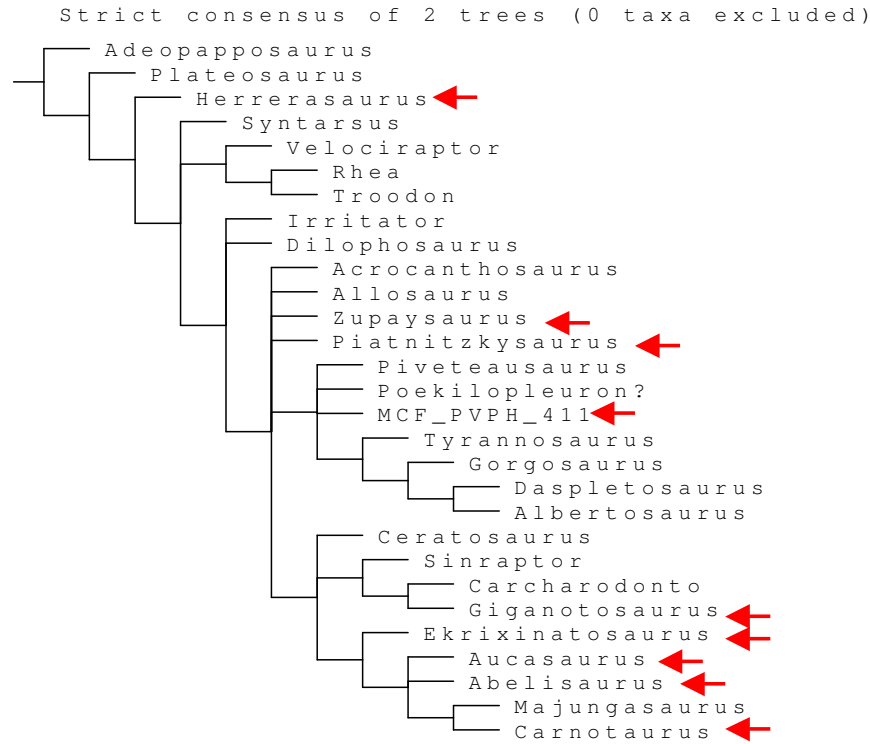 Strict consensus of 2 trees (0 taxa excluded)
Adeopapposaurus
Plateosaurus
Herrerasaurus
Syntarsus
Velociraptor
Rhea
Troodon
Irritator
Dilophosaurus
Acrocanthosaurus
Allosaurus
Zupaysaurus
Piatnitzkysaurus
Piveteausaurus
Poekilopleuron?
MCF_PVPH_411
Tyrannosaurus
Gorgosaurus
Daspletosaurus
Albertosaurus
Ceratosaurus
Sinraptor
Carcharodonto
Giganotosaurus
Ekrixinatosaurus
Aucasaurus
Abelisaurus
Majungasaurus
Carnotaurus